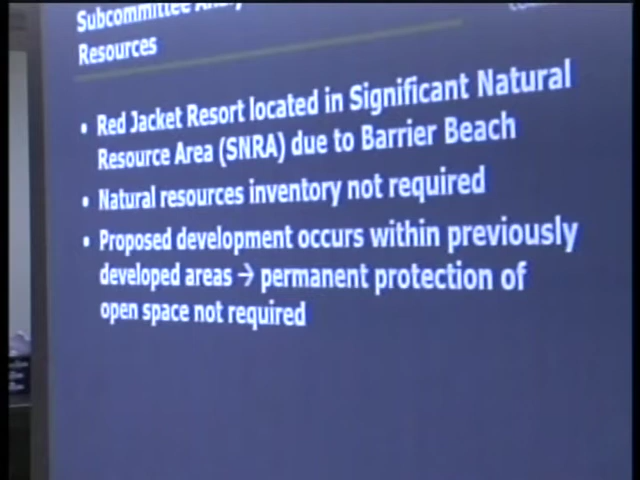 Subcommittee
Resources
• Red Jacket Resort located in Significant Natural
Resource Area (SNRA) due to Barrier Beach
• Natural resources inventory not required
• Proposed development occurs within previously
developed areas → permanent protection of
open space not required